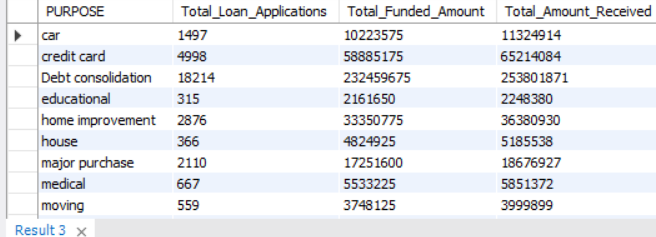 PURPOSE Total_Loan_Applications Total_Funded_Amount Total_Amount_Received
car 1497 10223575 11324914
credit card 4998 58885175 65214084
Debt consolidation 18214 232459675 253801871
educational 315 2161650 2248380
home improvement 2876 33350775 36380930
house 366 4824925 5185538
major purchase 2110 17251600 18676927
medical 667 5533225 5851372
moving 559 3748125 3999899
Result 3 ×